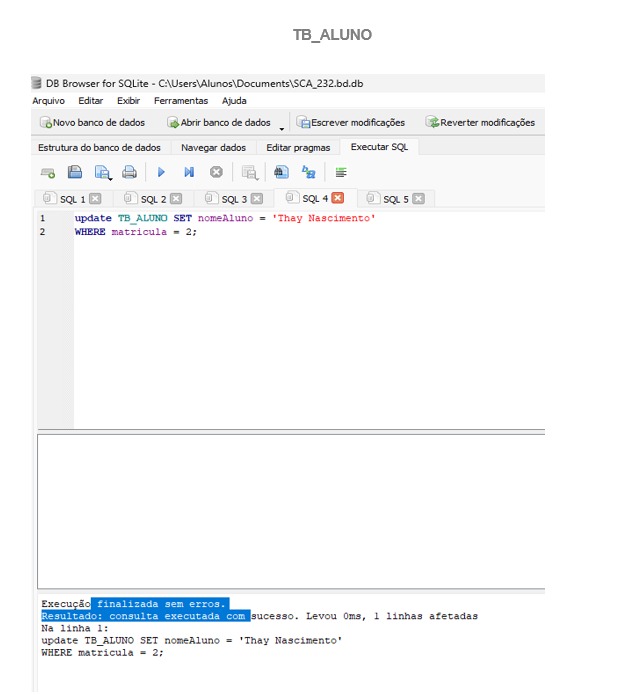 TB_ALUNO
DB Browser for SQLite - C:\Users\Alunos\Documents\SCA_232.bd.db
Arquivo Editar Exibir Ferramentas Ajuda
Novo banco de dados Abrir banco de dados Escrever modificações Reverter modificações
Estrutura do banco de dados Navegar dados Editar pragmas Executar SQL
SQL 1 SQL 2 SQL 3 SQL 4 SQL 5
1 update TB_ALUNO SET nomeAluno = 'Thay Nascimento'
2 WHERE matricula = 2;
Execução finalizada sem erros.
Resultado: consulta executada com sucesso. Levou 0ms, 1 linhas afetadas
Na linha 1:
update TB_ALUNO SET nomeAluno = 'Thay Nascimento'
WHERE matricula = 2;